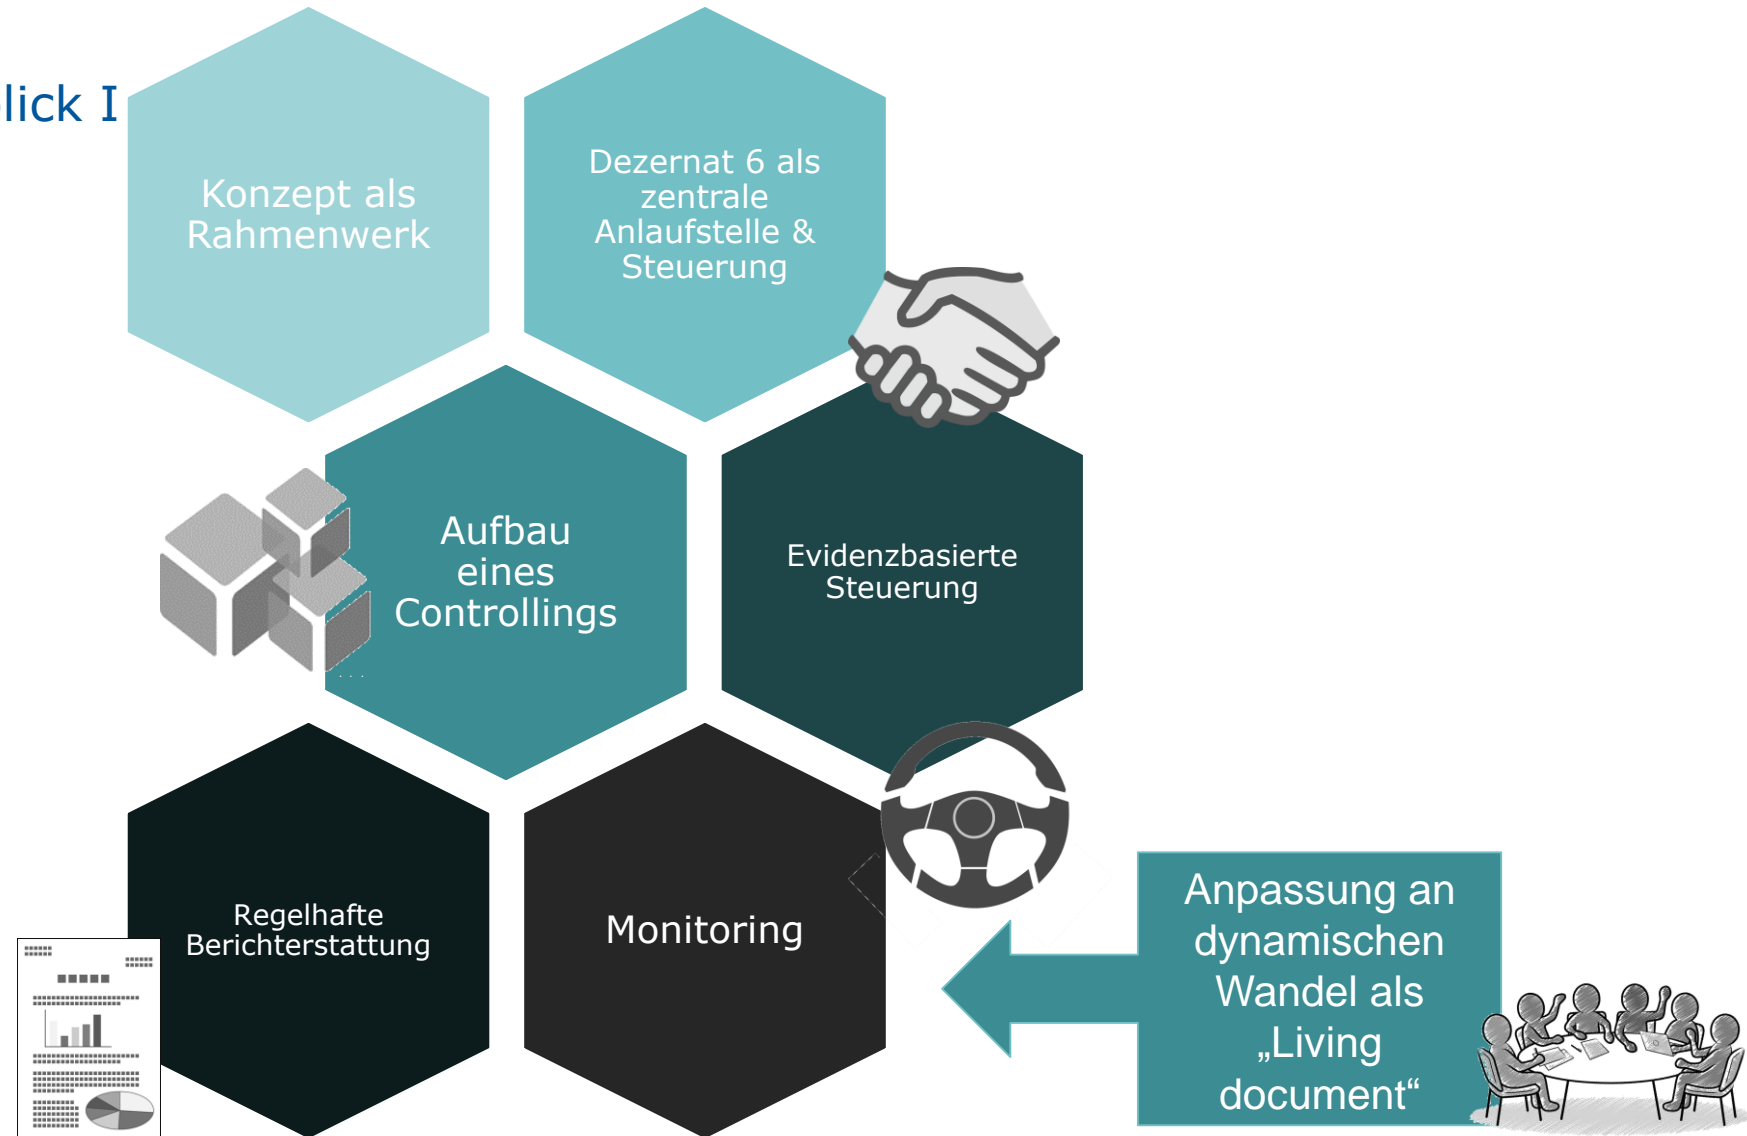 lick I
Konzept als
Rahmenwerk
Dezernat 6 als
zentrale
Anlaufstelle &
Steuerung
Aufbau
eines
Controllings
Evidenzbasierte
Steuerung
Regelhafte
Berichterstattung
Monitoring
Anpassung an
dynamischen
Wandel als
„Living
document“